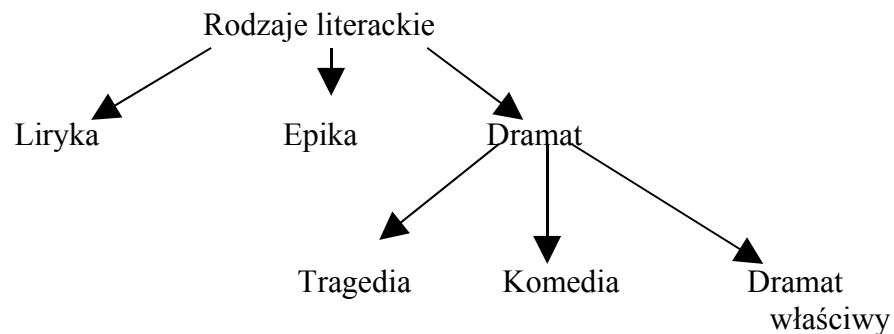 Rodzaje literackie
Liryka Epika Dramat
Tragedia Komedia Dramat
właściwy